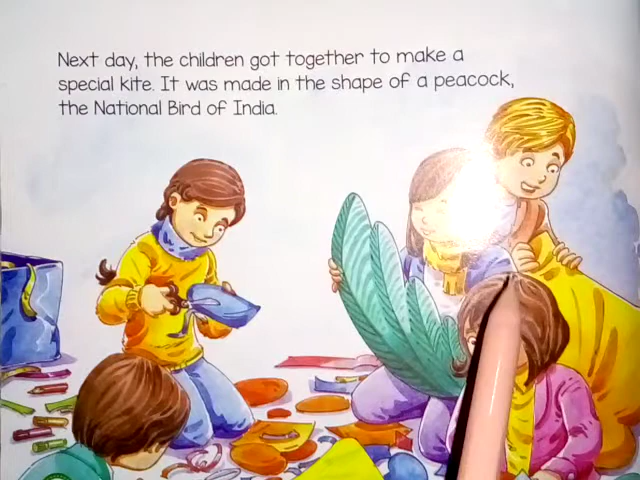 Next day, the children got together to make a
special kite. It was made in the shape of a peacock,
the National Bird of India.